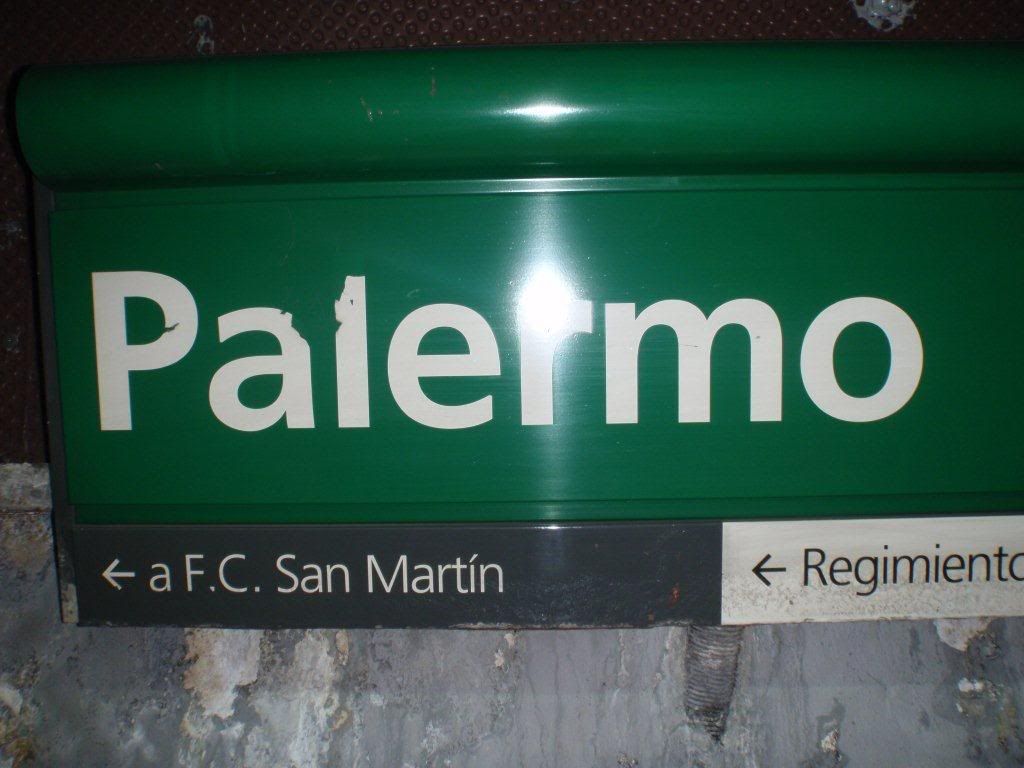 Palermo
← a F.C. San Martín
← Regimiento